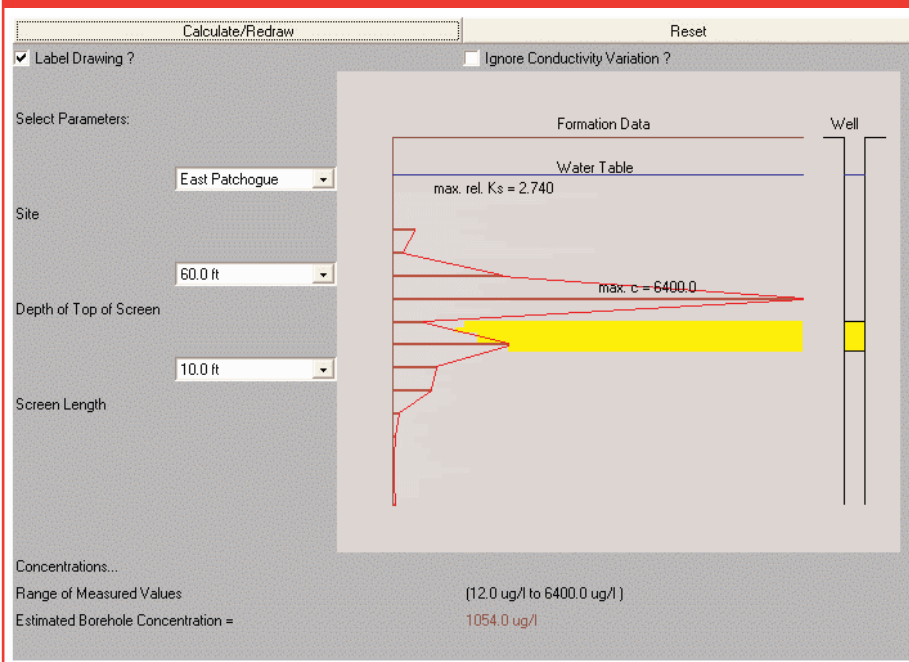 Calculate/Redraw
Reset
Label Drawing ?
Ignore Conductivity Variation ?
Select Parameters:
Formation Data
Well
Water Table
East Patchogue
max. rel. Ks = 2.740
Site
60.0 ft
max. c = 6400.0
Depth of Top of Screen
10.0 ft
Screen Length
Concentrations...
Range of Measured Values
(12.0 ug/l to 6400.0 ug/l )
Estimated Borehole Concentration =
1054.0 ug/l